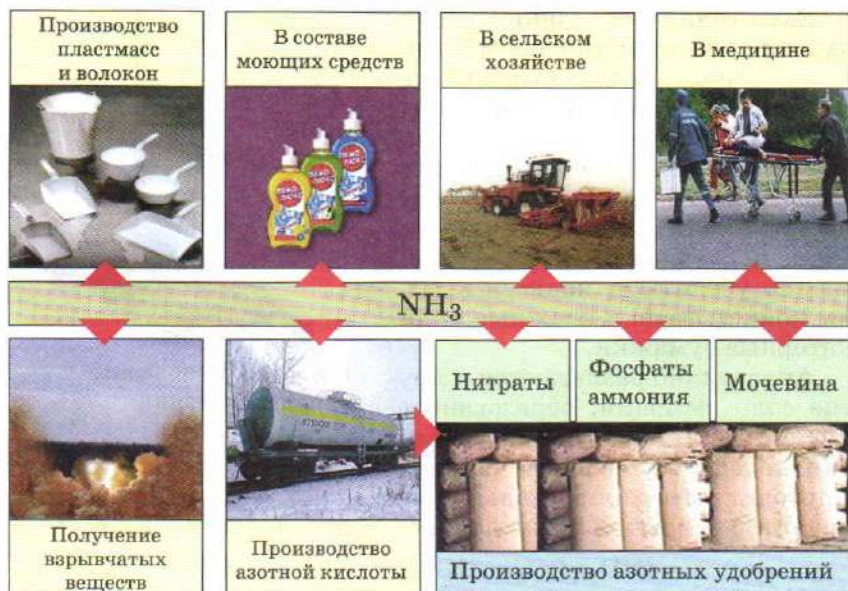 Производство
пластмасс
и волокон
В составе
моющих средств
В сельском
хозяйстве
В медицине
NH₃
Нитраты
Фосфаты
аммония
Мочевина
Получение
взрывчатых
веществ
Производство
азотной кислоты
Производство азотных удобрений